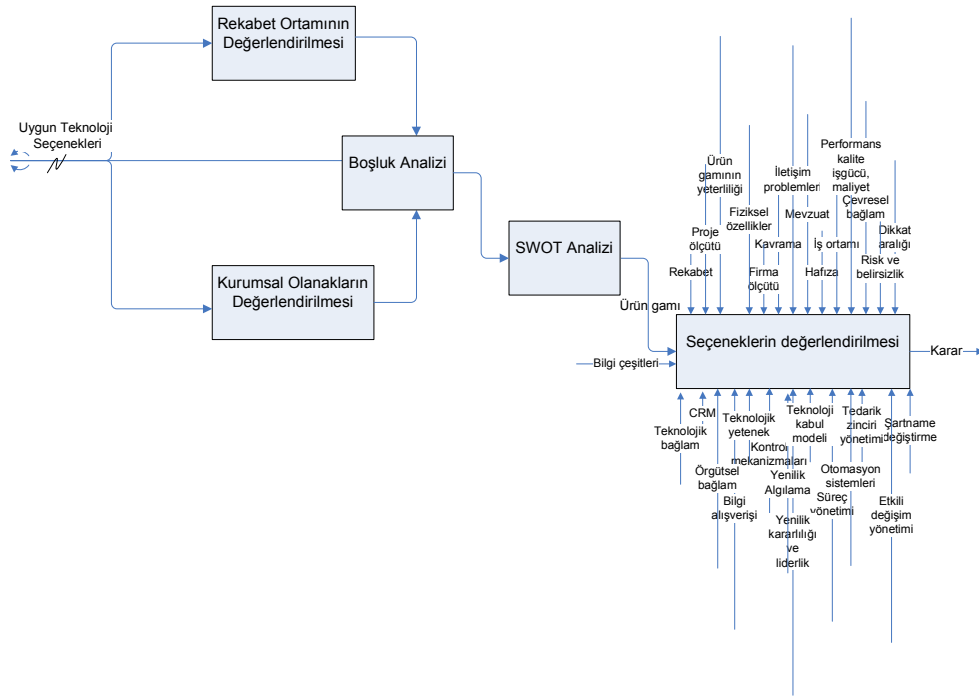 Rekabet Ortamının
Değerlendirilmesi
Uygun Teknoloji
Seçenekleri
Boşluk Analizi
Kurumsal Olanakların
Değerlendirilmesi
SWOT Analizi
Ürün gamı
Bilgi çeşitleri
Rekabet
Proje
ölçütü
Ürün
gamının
yeterliliği
Fiziksel
özellikler
Firma
ölçütü
Kavrama
İletişim
problemleri
Mevzuat
Hafıza
İş ortamı
Performans
kalite
işgücü,
maliyet
Çevresel
bağlam
Risk ve
belirsizlik
Dikkat
aralığı
Seçeneklerin değerlendirilmesi
Karar
Teknolojik
bağlam
CRM
Örgütsel
bağlam
Bilgi
alışverişi
Teknolojik
yetenek
Kontrol
mekanizmaları
Yenilik
Algılama
Yenilik
kararlılığı
ve
liderlik
Teknoloji
kabul
modeli
Otomasyon
sistemleri
Süreç
yönetimi
Tedarik
zinciri
yönetimi
Etkili
değişim
yönetimi
Şartname
değiştirme